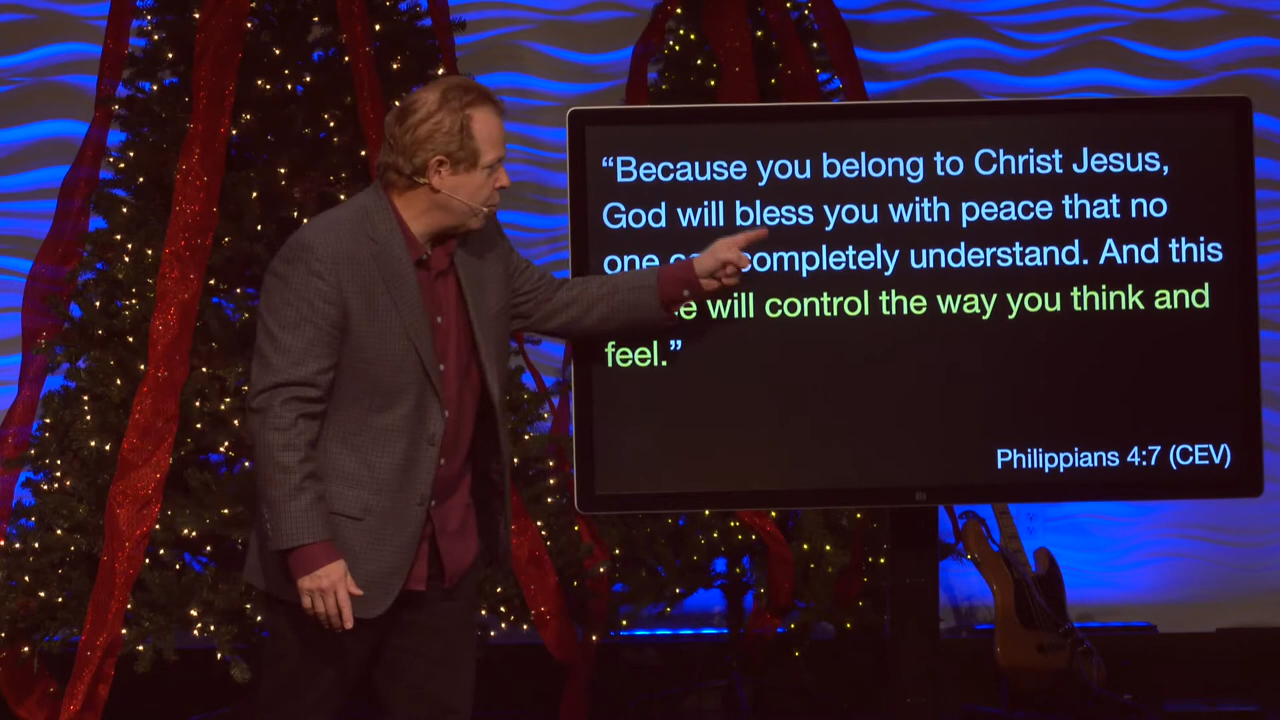 “Because you belong to Christ Jesus,
God will bless you with peace that no
one completely understand. And this
will control the way you think and
feel.”
Philippians 4:7 (CEV)